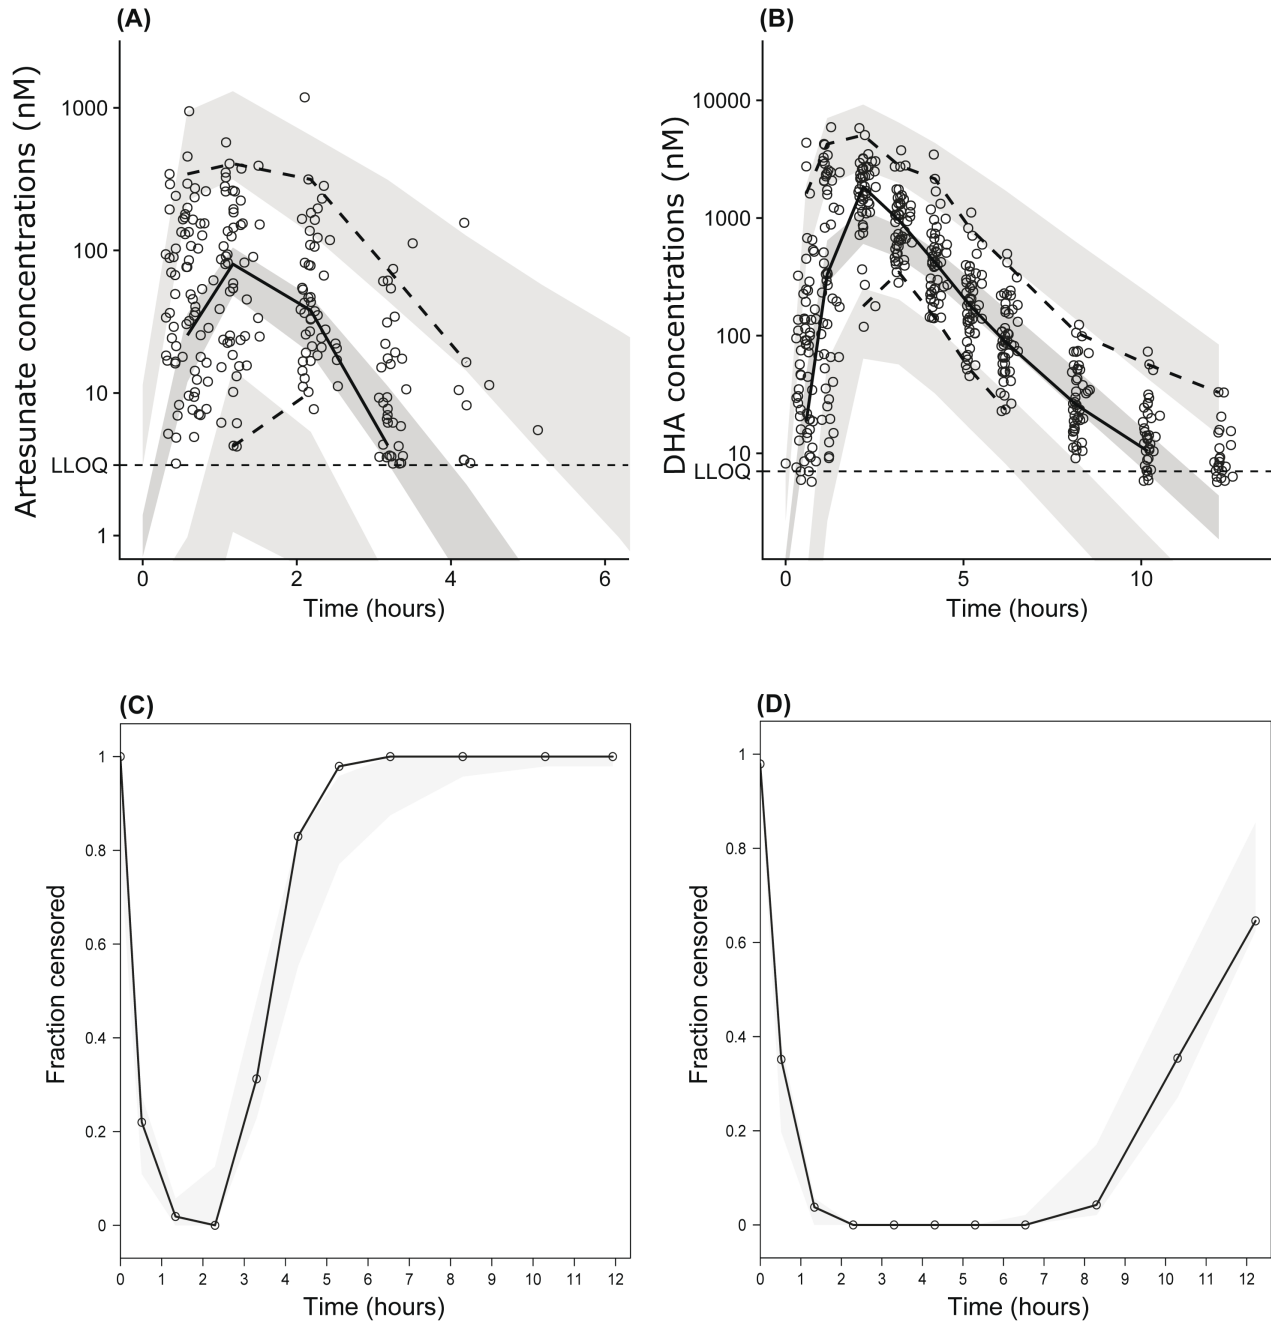 (A)
Artesunate concentrations (nM)
1000
100
10
LLOQ
1
0 2 4 6
Time (hours)
(B)
DHA concentrations (nM)
10000
1000
100
10
LLOQ
0 5 10
Time (hours)
(C)
Fraction censored
1
0.8
0.6
0.4
0.2
0
0 1 2 3 4 5 6 7 8 9 10 11 12
Time (hours)
(D)
Fraction censored
1
0.8
0.6
0.4
0.2
0
0 1 2 3 4 5 6 7 8 9 10 11 12
Time (hours)